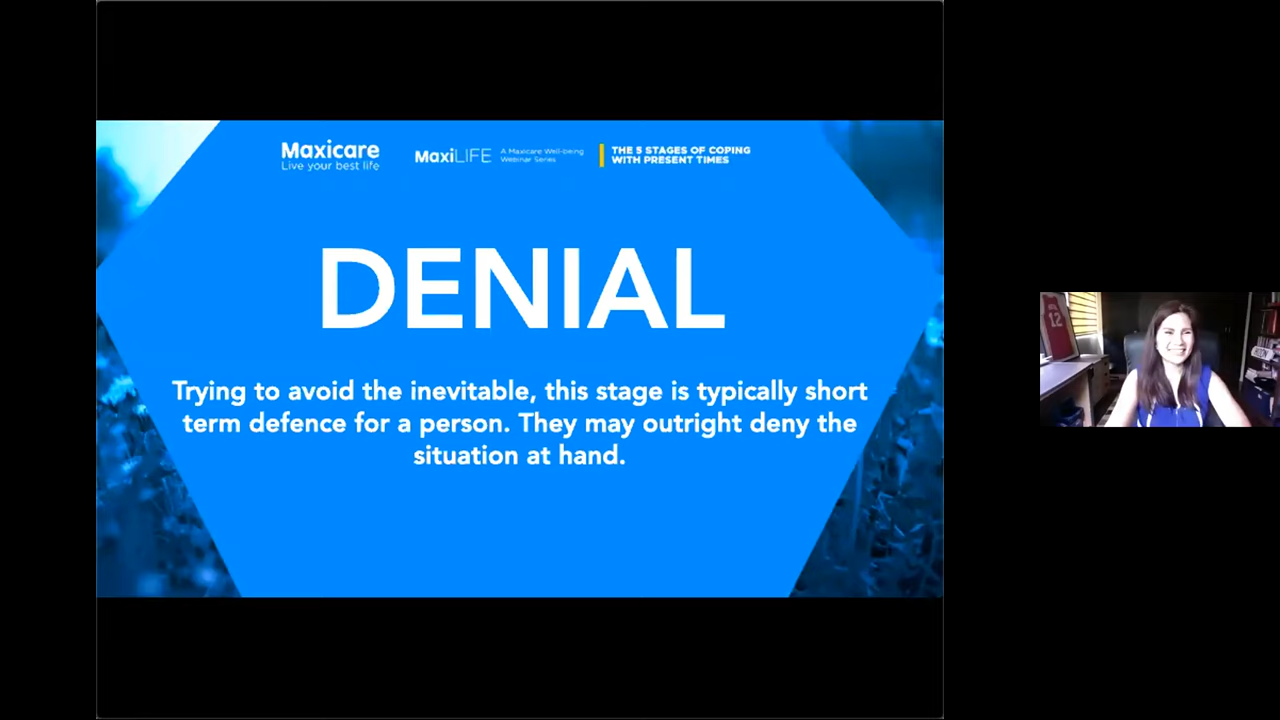 Maxicare
Live your best life
MaxiLIFE
A Maxicare Well-being
Webinar Series
THE 5 STAGES OF COPING
WITH PRESENT TIMES
DENIAL
Trying to avoid the inevitable, this stage is typically short
term defence for a person. They may outright deny the
situation at hand.
12